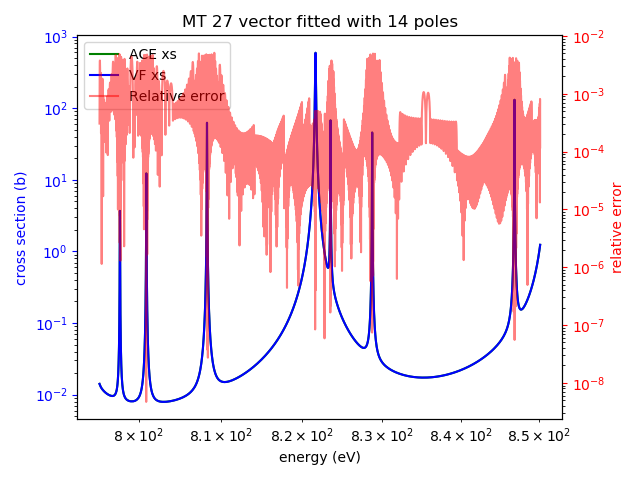 MT 27 vector fitted with 14 poles
ACE xs
VF xs
Relative error
cross section (b)
10³
10²
10¹
10⁰
10⁻¹
10⁻²
relative error
10⁻²
10⁻³
10⁻⁴
10⁻⁵
10⁻⁶
10⁻⁷
10⁻⁸
8 × 10² 8.1 × 10² 8.2 × 10² 8.3 × 10² 8.4 × 10² 8.5 × 10²
energy (eV)